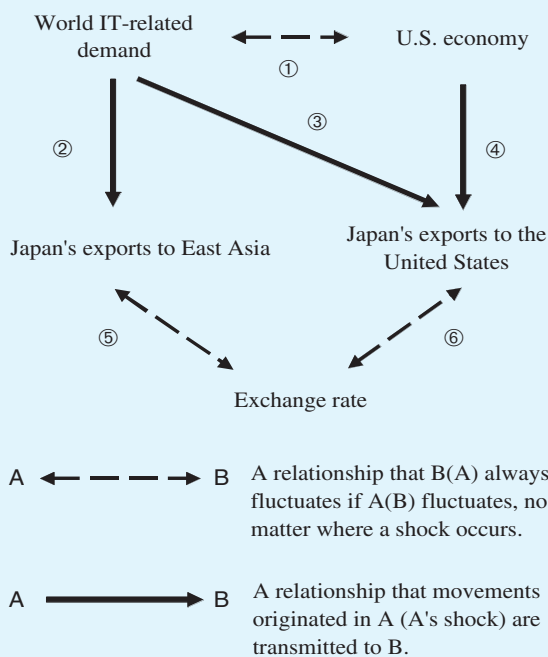 World IT-related
demand
U.S. economy
①
②
③
④
Japan's exports to East Asia
Japan's exports to the
United States
⑤
⑥
Exchange rate
A
B
A relationship that B(A) always
fluctuates if A(B) fluctuates, no
matter where a shock occurs.
A
B
A relationship that movements
originated in A (A's shock) are
transmitted to B.